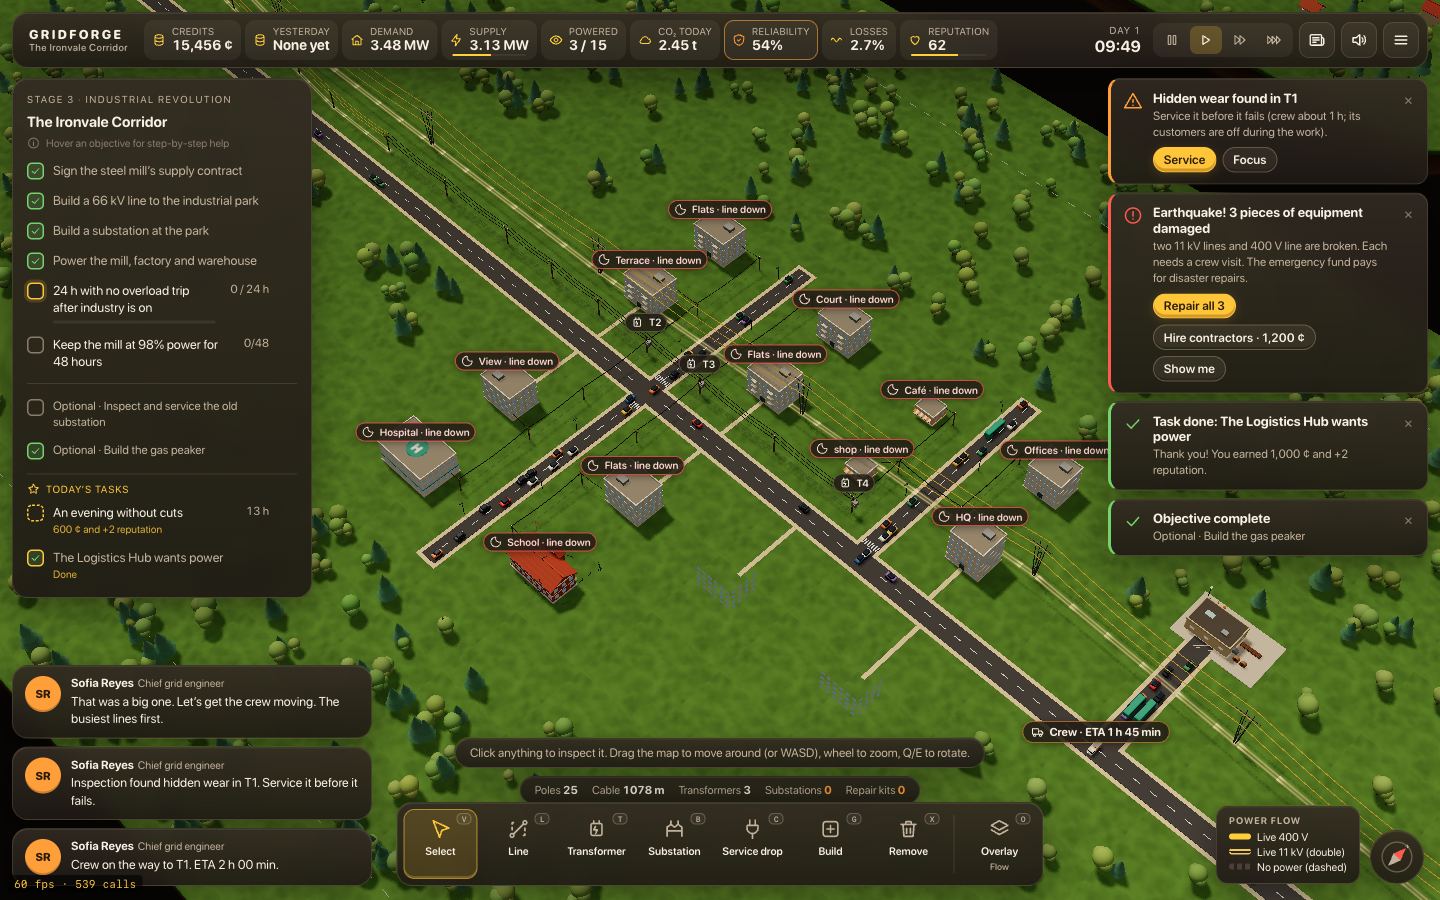 GRIDFORGE
The Ironvale Corridor
CREDITS
15,456 ¢
YESTERDAY
None yet
DEMAND
3.48 MW
SUPPLY
3.13 MW
POWERED
3 / 15
CO₂ TODAY
2.45 t
RELIABILITY
54%
LOSSES
2.7%
REPUTATION
62
DAY 1
09:49
STAGE 3 · INDUSTRIAL REVOLUTION
The Ironvale Corridor
Hover an objective for step-by-step help
Sign the steel mill's supply contract
Build a 66 kV line to the industrial park
Build a substation at the park
Power the mill, factory and warehouse
24 h with no overload trip
after industry is on
0 / 24 h
Keep the mill at 98% power for
48 hours
0/48
Optional · Inspect and service the old
substation
Optional · Build the gas peaker
TODAY'S TASKS
An evening without cuts
13 h
600 ¢ and +2 reputation
The Logistics Hub wants power
Done
Flats · line down
Terrace · line down
Court · line down
T2
T3
Flats · line down
View · line down
Café · line down
Hospital · line down
H
Flats · line down
shop · line down
Offices · line down
T4
HQ · line down
School · line down
Crew · ETA 1 h 45 min
Hidden wear found in T1
Service it before it fails (crew about 1 h; its
customers are off during the work).
Service
Focus
Earthquake! 3 pieces of equipment
damaged
two 11 kV lines and 400 V line are broken. Each
needs a crew visit. The emergency fund pays
for disaster repairs.
Repair all 3
Hire contractors · 1,200 ¢
Show me
Task done: The Logistics Hub wants
power
Thank you! You earned 1,000 ¢ and +2
reputation.
Objective complete
Optional · Build the gas peaker
SR
Sofia Reyes Chief grid engineer
That was a big one. Let's get the crew moving. The
busiest lines first.
SR
Sofia Reyes Chief grid engineer
Inspection found hidden wear in T1. Service it before it
fails.
SR
Sofia Reyes Chief grid engineer
Crew on the way to T1. ETA 2 h 00 min.
60 fps · 539 calls
Click anything to inspect it. Drag the map to move around (or WASD), wheel to zoom, Q/E to rotate.
Poles 25 Cable 1078 m Transformers 3 Substations 0 Repair kits 0
V
Select
L
Line
T
Transformer
B
Substation
C
Service drop
G
Build
X
Remove
O
Overlay
Flow
POWER FLOW
Live 400 V
Live 11 kV (double)
No power (dashed)